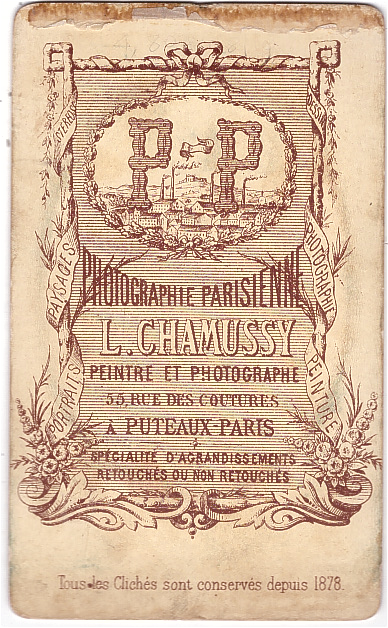 P P
PAYSAGES
PORTRAITS
PHOTOGRAPHIE
PEINTURE
PHOTOGRAPHIE PARISIENNE
L. CHAMUSSY
PEINTRE ET PHOTOGRAPHE
55 RUE DES COUTURES
À PUTEAUX-PARIS
SPÉCIALITÉ D'AGRANDISSEMENTS
RETOUCHÉS OU NON RETOUCHÉS
Tous les Clichés sont conservés depuis 1878.